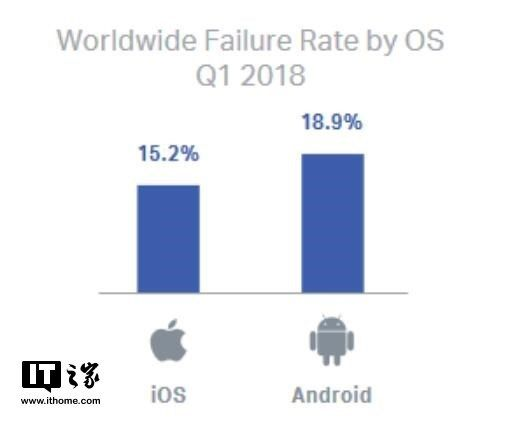 Worldwide Failure Rate by OS
Q1 2018
18.9%
15.2%
iOS
Android
IT之家
www.ithome.com